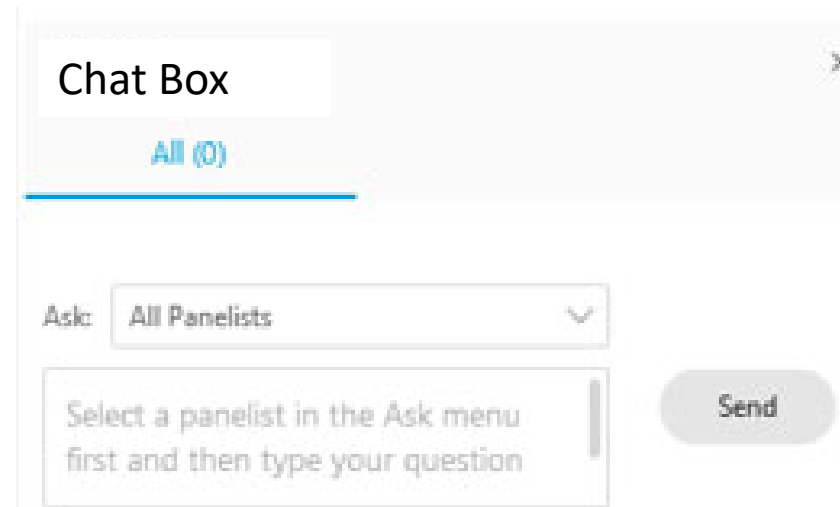 Chat Box
All (0)
Ask: All Panelists
Select a panelist in the Ask menu
first and then type your question
Send